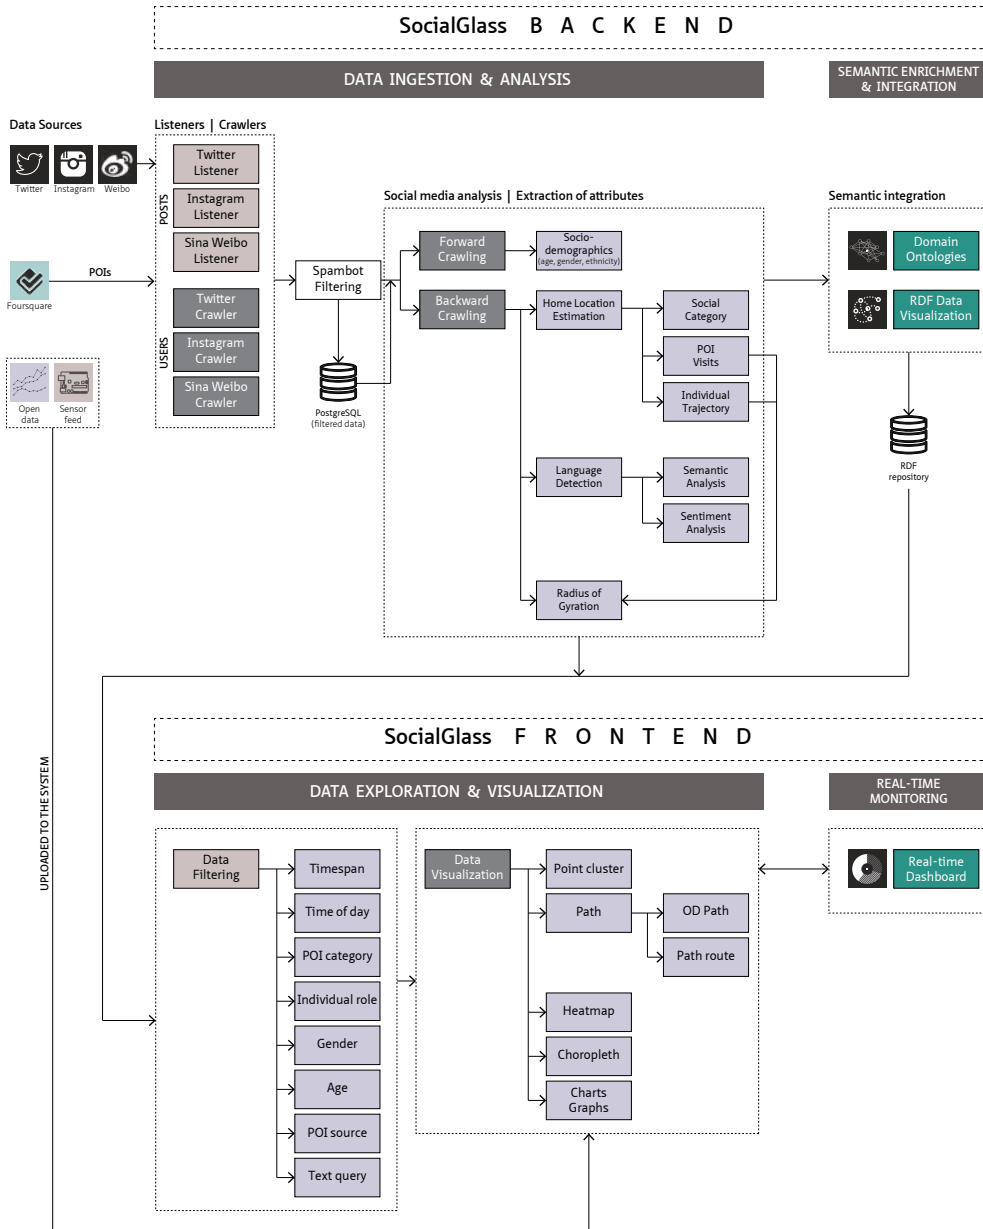 SocialGlass B A C K E N D
DATA INGESTION & ANALYSIS
SEMANTIC ENRICHMENT
& INTEGRATION
Data Sources
Listeners | Crawlers
Twitter
Instagram
Weibo
POSTS
Twitter
Listener
Instagram
Listener
Sina Weibo
Listener
Foursquare
POIs
USERS
Twitter
Crawler
Instagram
Crawler
Sina Weibo
Crawler
Open
data
Sensor
feed
Spambot
Filtering
PostgreSQL
(filtered data)
Social media analysis | Extraction of attributes
Forward
Crawling
Socio-
demographics
(age, gender, ethnicity)
Backward
Crawling
Home Location
Estimation
Social
Category
POI
Visits
Individual
Trajectory
Language
Detection
Semantic
Analysis
Sentiment
Analysis
Radius of
Gyration
Semantic integration
Domain
Ontologies
RDF Data
Visualization
RDF
repository
SocialGlass F R O N T E N D
DATA EXPLORATION & VISUALIZATION
REAL-TIME
MONITORING
UPLOADED TO THE SYSTEM
Data
Filtering
Timespan
Time of day
POI category
Individual role
Gender
Age
POI source
Text query
Data
Visualization
Point cluster
Path
OD Path
Path route
Heatmap
Choropleth
Charts
Graphs
Real-time
Dashboard